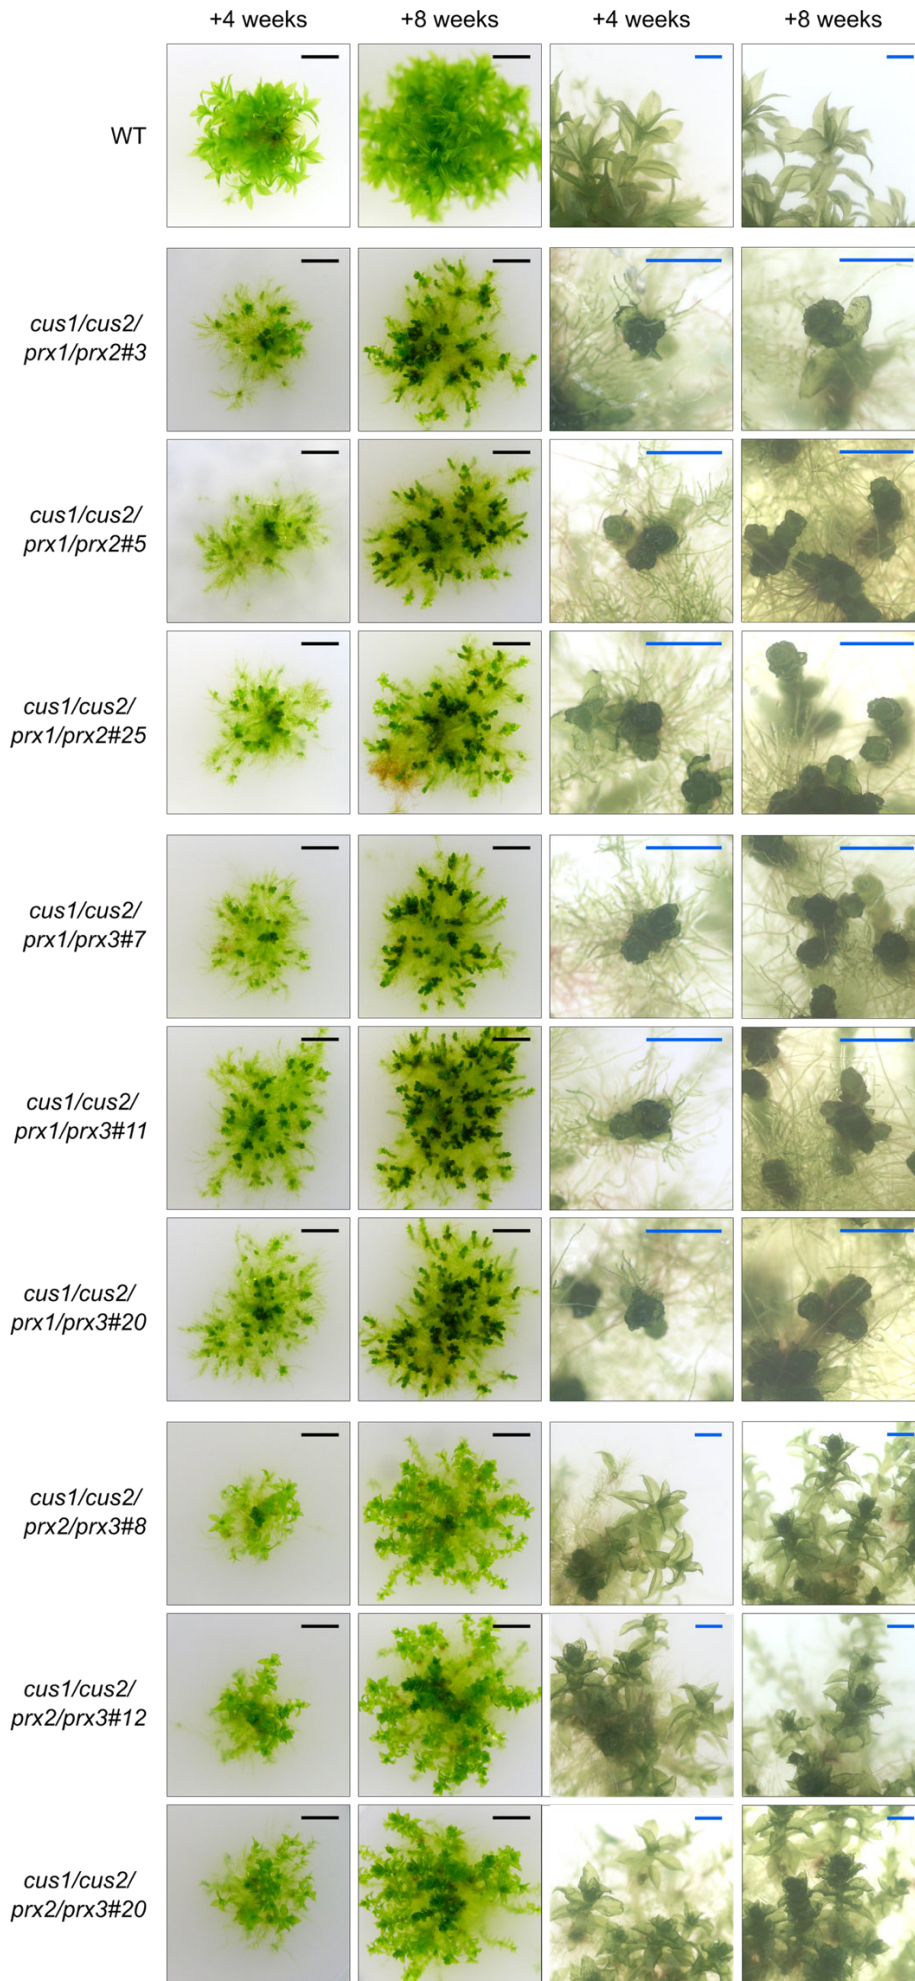 +4 weeks +8 weeks +4 weeks +8 weeks
WT
cus1/cus2/
prx1/prx2#3
cus1/cus2/
prx1/prx2#5
cus1/cus2/
prx1/prx2#25
cus1/cus2/
prx1/prx3#7
cus1/cus2/
prx1/prx3#11
cus1/cus2/
prx1/prx3#20
cus1/cus2/
prx2/prx3#8
cus1/cus2/
prx2/prx3#12
cus1/cus2/
prx2/prx3#20